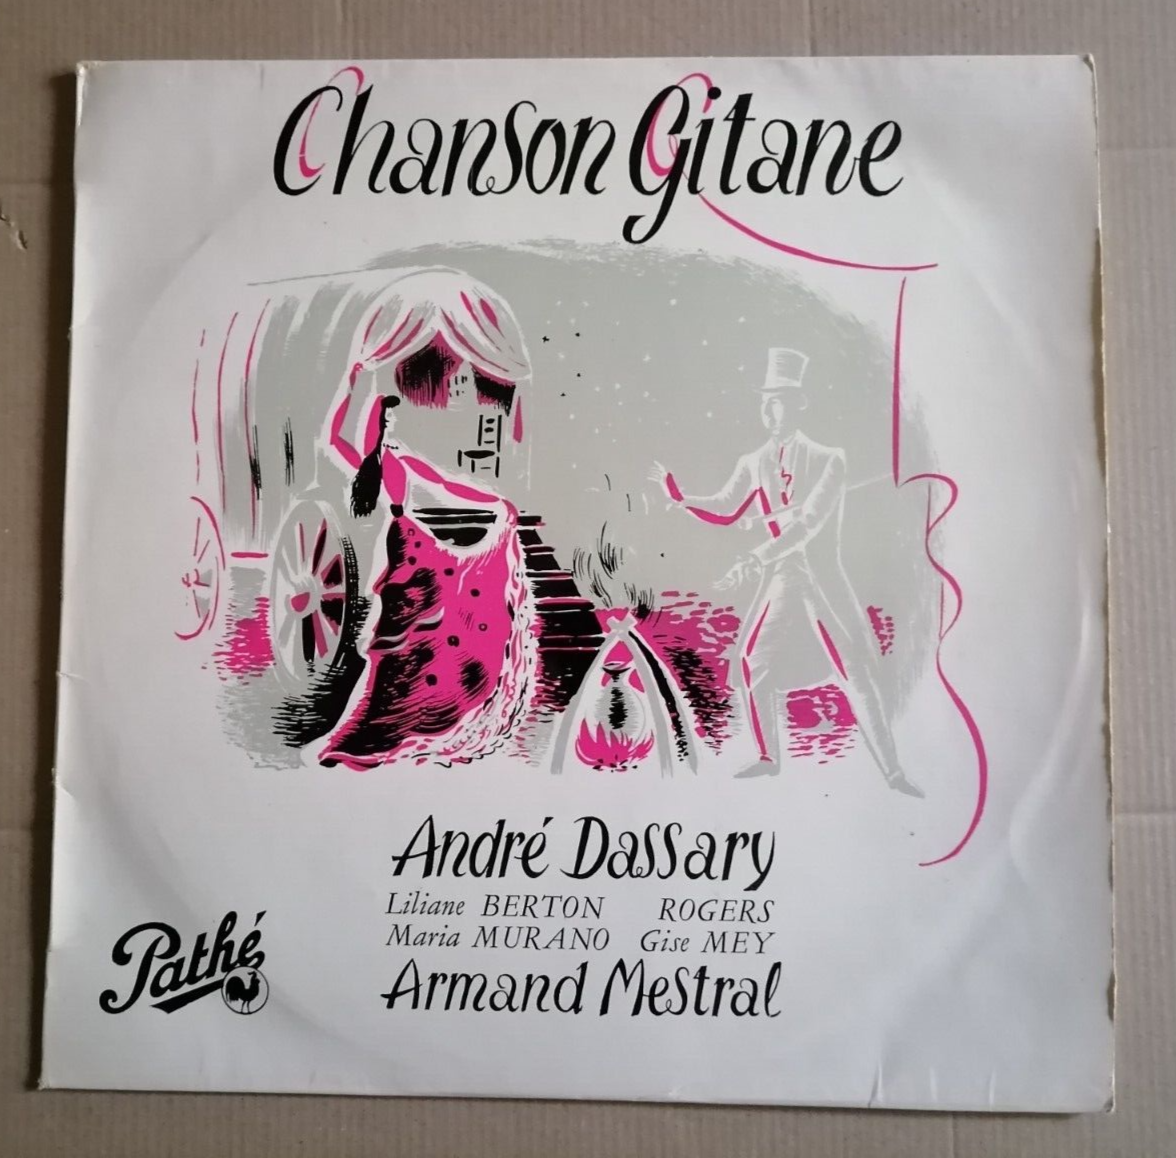 Chanson Gitane
André Dassary
Liliane BERTON ROGERS
Maria MURANO Gise MEY
Armand Mestral
Pathé